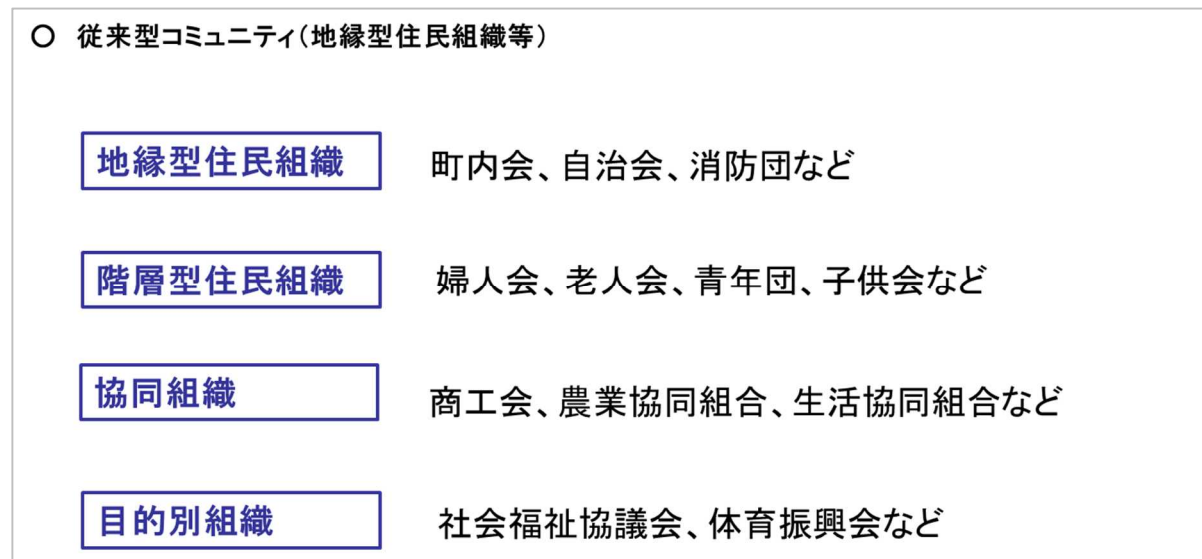 ○ 従来型コミュニティ(地縁型住民組織等)
地縁型住民組織 町内会、自治会、消防団など
階層型住民組織 婦人会、老人会、青年団、子供会など
協同組織 商工会、農業協同組合、生活協同組合など
目的別組織 社会福祉協議会、体育振興会など